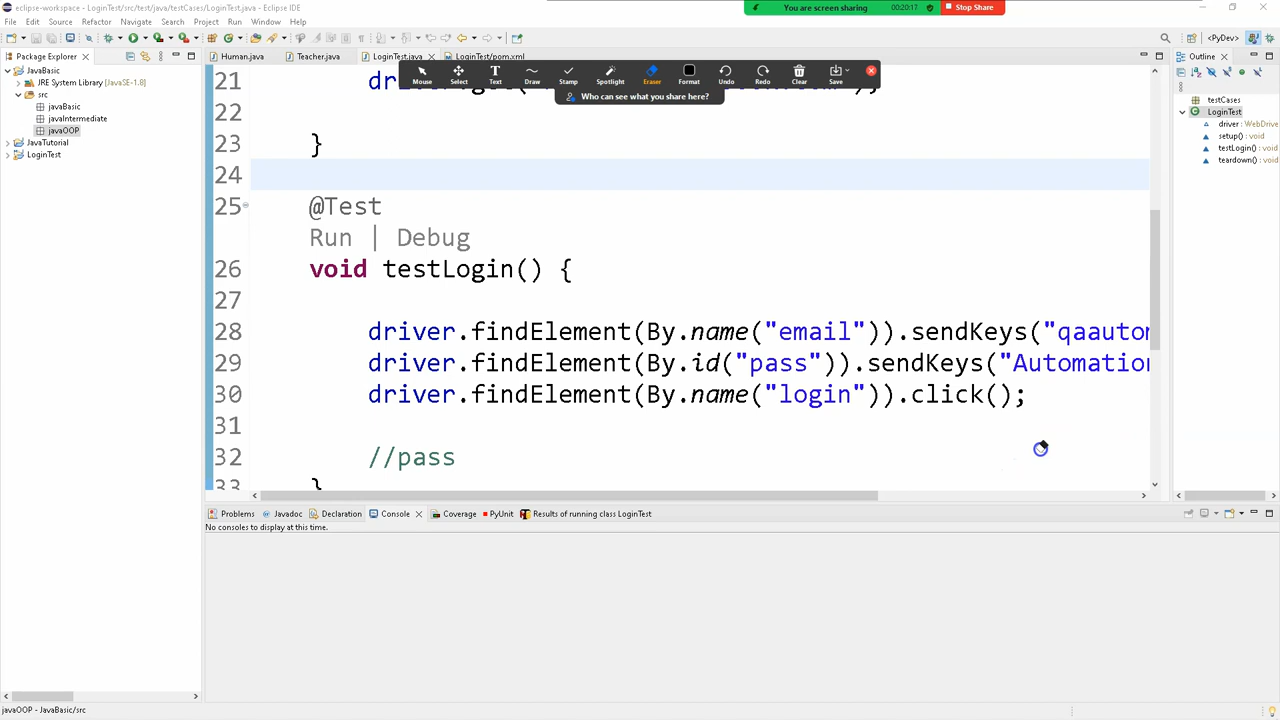 eclipse-workspace - LoginTest/src/test/java/testCases/LoginTest.java - Eclipse IDE
You are screen sharing
Stop Share
File Edit Source Refactor Navigate Search Project Run Window Help
<PyDev>
Package Explorer
Human.java
Teacher.java
LoginTest.java
LoginTest/pom.xml
Outline
Mouse
Select
Text
Draw
Stamp
Spotlight
Eraser
Format
Undo
Redo
Clear
Save
Who can see what you share here?
JavaBasic
JRE System Library [JavaSE-1.8]
src
javaBasic
javaIntermediate
javaOOP
JavaTutorial
LoginTest
21
22
23 }
24
25 @Test
Run | Debug
26 void testLogin() {
27
28 driver.findElement(By.name("email")).sendKeys("qaauton
29 driver.findElement(By.id("pass")).sendKeys("Automation
30 driver.findElement(By.name("login")).click();
31
32 //pass
33 }
testCases
LoginTest
driver : WebDrive
setup() : void
testLogin() : void
teardown() : void
Problems
Javadoc
Declaration
Console
Coverage
PyUnit
Results of running class LoginTest
No consoles to display at this time.
javaOOP - JavaBasic/src